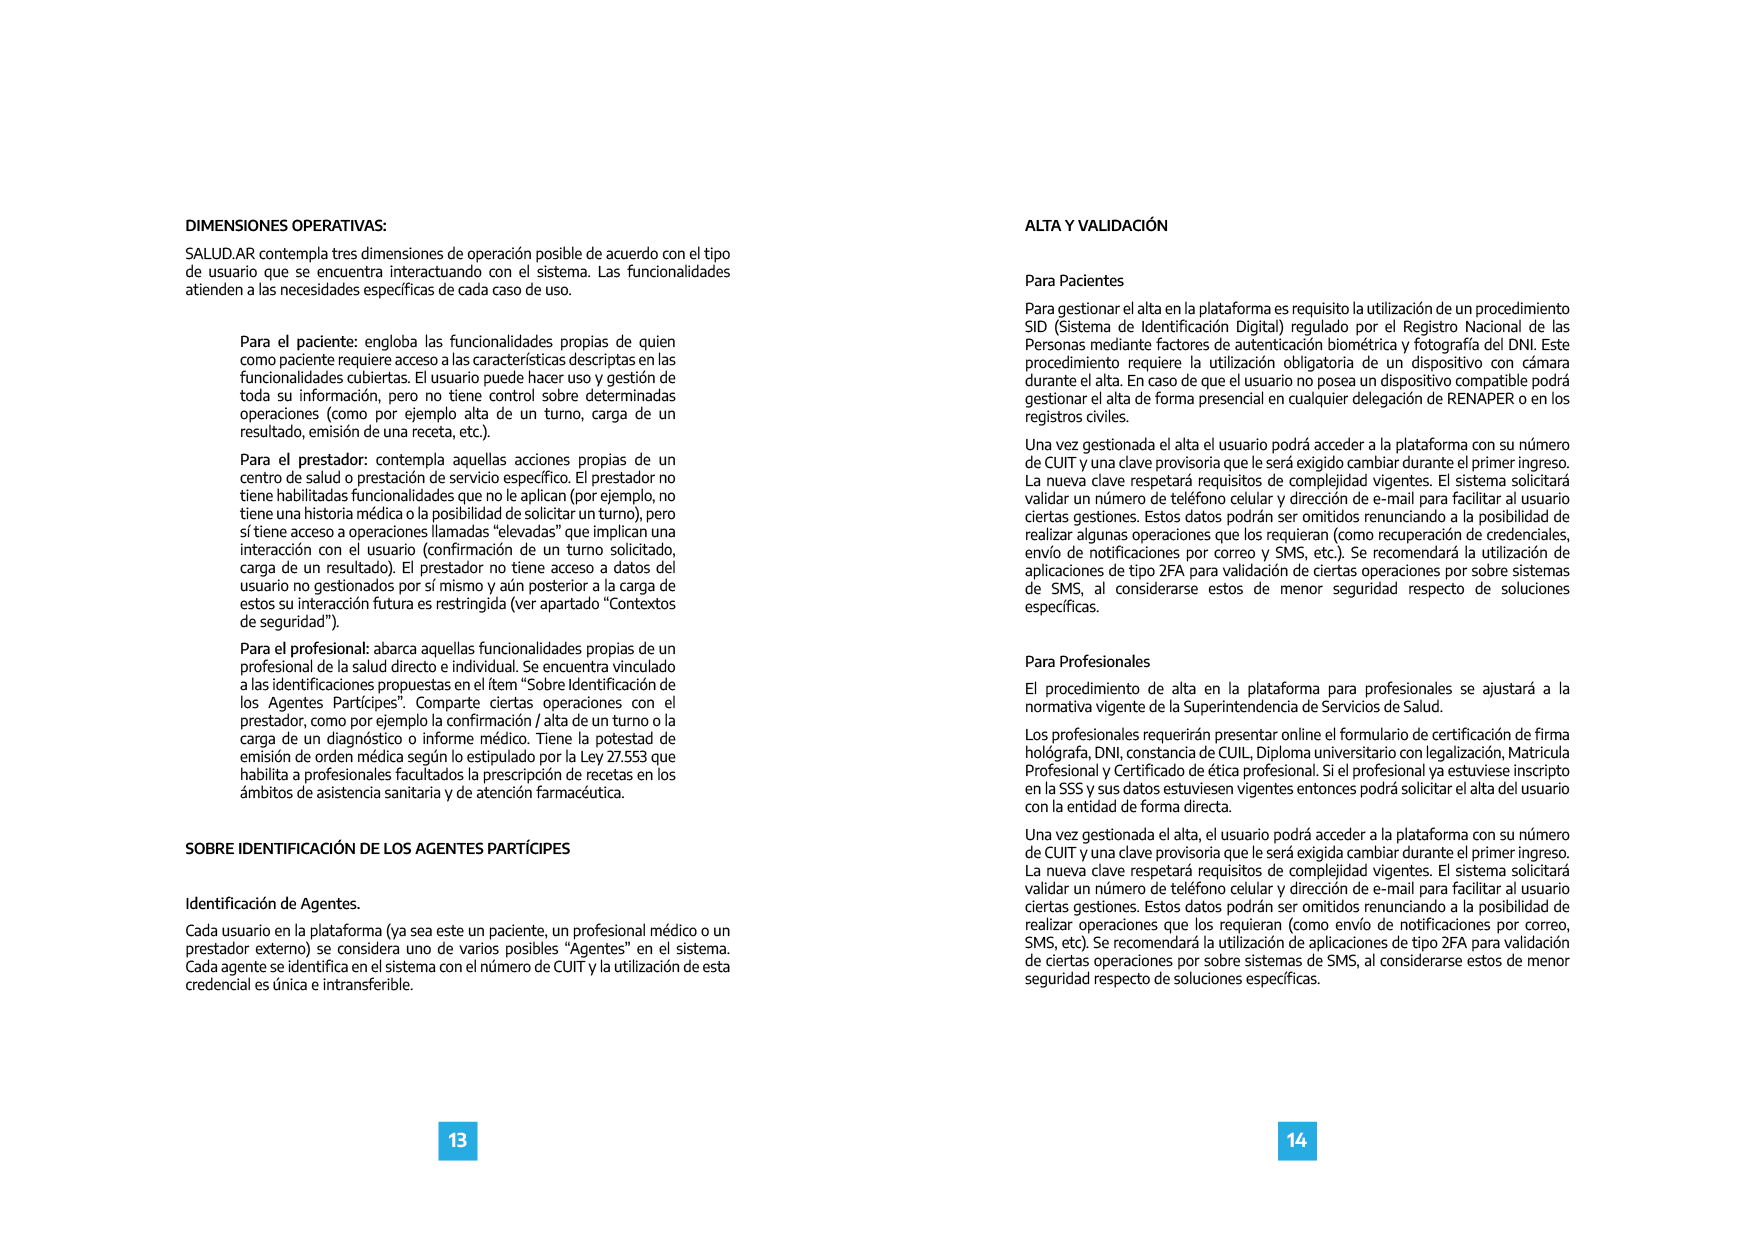 DIMENSIONES OPERATIVAS:
SALUD.AR contempla tres dimensiones de operación posible de acuerdo con el tipo
de usuario que se encuentra interactuando con el sistema. Las funcionalidades
atienden a las necesidades específicas de cada caso de uso.
Para el paciente: engloba las funcionalidades propias de quien
como paciente requiere acceso a las características descriptas en las
funcionalidades cubiertas. El usuario puede hacer uso y gestión de
toda su información, pero no tiene control sobre determinadas
operaciones (como por ejemplo alta de un turno, carga de un
resultado, emisión de una receta, etc.).
Para el prestador: contempla aquellas acciones propias de un
centro de salud o prestación de servicio específico. El prestador no
tiene habilitadas funcionalidades que no le aplican (por ejemplo, no
tiene una historia médica o la posibilidad de solicitar un turno), pero
sí tiene acceso a operaciones llamadas “elevadas” que implican una
interacción con el usuario (confirmación de un turno solicitado,
carga de un resultado). El prestador no tiene acceso a datos del
usuario no gestionados por sí mismo y aún posterior a la carga de
estos su interacción futura es restringida (ver apartado “Contextos
de seguridad”).
Para el profesional: abarca aquellas funcionalidades propias de un
profesional de la salud directo e individual. Se encuentra vinculado
a las identificaciones propuestas en el ítem “Sobre Identificación de
los Agentes Partícipes”. Comparte ciertas operaciones con el
prestador, como por ejemplo la confirmación / alta de un turno o la
carga de un diagnóstico o informe médico. Tiene la potestad de
emisión de orden médica según lo estipulado por la Ley 27.553 que
habilita a profesionales facultados la prescripción de recetas en los
ámbitos de asistencia sanitaria y de atención farmacéutica.
SOBRE IDENTIFICACIÓN DE LOS AGENTES PARTÍCIPES
Identificación de Agentes.
Cada usuario en la plataforma (ya sea este un paciente, un profesional médico o un
prestador externo) se considera uno de varios posibles “Agentes” en el sistema.
Cada agente se identifica en el sistema con el número de CUIT y la utilización de esta
credencial es única e intransferible.
13
ALTA Y VALIDACIÓN
Para Pacientes
Para gestionar el alta en la plataforma es requisito la utilización de un procedimiento
SID (Sistema de Identificación Digital) regulado por el Registro Nacional de las
Personas mediante factores de autenticación biométrica y fotografía del DNI. Este
procedimiento requiere la utilización obligatoria de un dispositivo con cámara
durante el alta. En caso de que el usuario no posea un dispositivo compatible podrá
gestionar el alta de forma presencial en cualquier delegación de RENAPER o en los
registros civiles.
Una vez gestionada el alta el usuario podrá acceder a la plataforma con su número
de CUIT y una clave provisoria que le será exigido cambiar durante el primer ingreso.
La nueva clave respetará requisitos de complejidad vigentes. El sistema solicitará
validar un número de teléfono celular y dirección de e-mail para facilitar al usuario
ciertas gestiones. Estos datos podrán ser omitidos renunciando a la posibilidad de
realizar algunas operaciones que los requieran (como recuperación de credenciales,
envío de notificaciones por correo y SMS, etc.). Se recomendará la utilización de
aplicaciones de tipo 2FA para validación de ciertas operaciones por sobre sistemas
de SMS, al considerarse estos de menor seguridad respecto de soluciones
específicas.
Para Profesionales
El procedimiento de alta en la plataforma para profesionales se ajustará a la
normativa vigente de la Superintendencia de Servicios de Salud.
Los profesionales requerirán presentar online el formulario de certificación de firma
hológrafa, DNI, constancia de CUIL, Diploma universitario con legalización, Matricula
Profesional y Certificado de ética profesional. Si el profesional ya estuviese inscripto
en la SSS y sus datos estuviesen vigentes entonces podrá solicitar el alta del usuario
con la entidad de forma directa.
Una vez gestionada el alta, el usuario podrá acceder a la plataforma con su número
de CUIT y una clave provisoria que le será exigida cambiar durante el primer ingreso.
La nueva clave respetará requisitos de complejidad vigentes. El sistema solicitará
validar un número de teléfono celular y dirección de e-mail para facilitar al usuario
ciertas gestiones. Estos datos podrán ser omitidos renunciando a la posibilidad de
realizar operaciones que los requieran (como envío de notificaciones por correo,
SMS, etc). Se recomendará la utilización de aplicaciones de tipo 2FA para validación
de ciertas operaciones por sobre sistemas de SMS, al considerarse estos de menor
seguridad respecto de soluciones específicas.
14